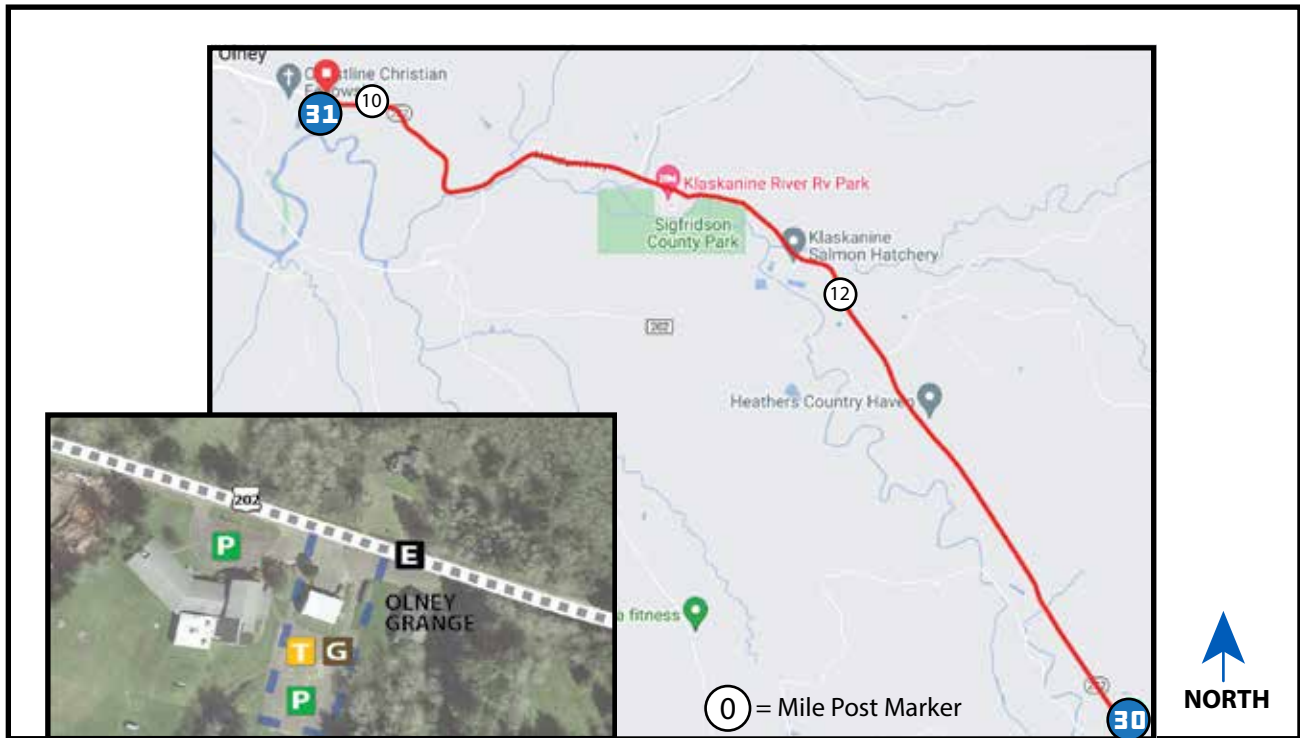 Olney
Christian
31
10
Klaskanine River Rv Park
Sigfridson
County Park
Klaskanine
Salmon Hatchery
12
202
Heathers Country Haven
202
P
E
OLNEY
GRANGE
T G
P
fitness
0 = Mile Post Marker
202
30
NORTH